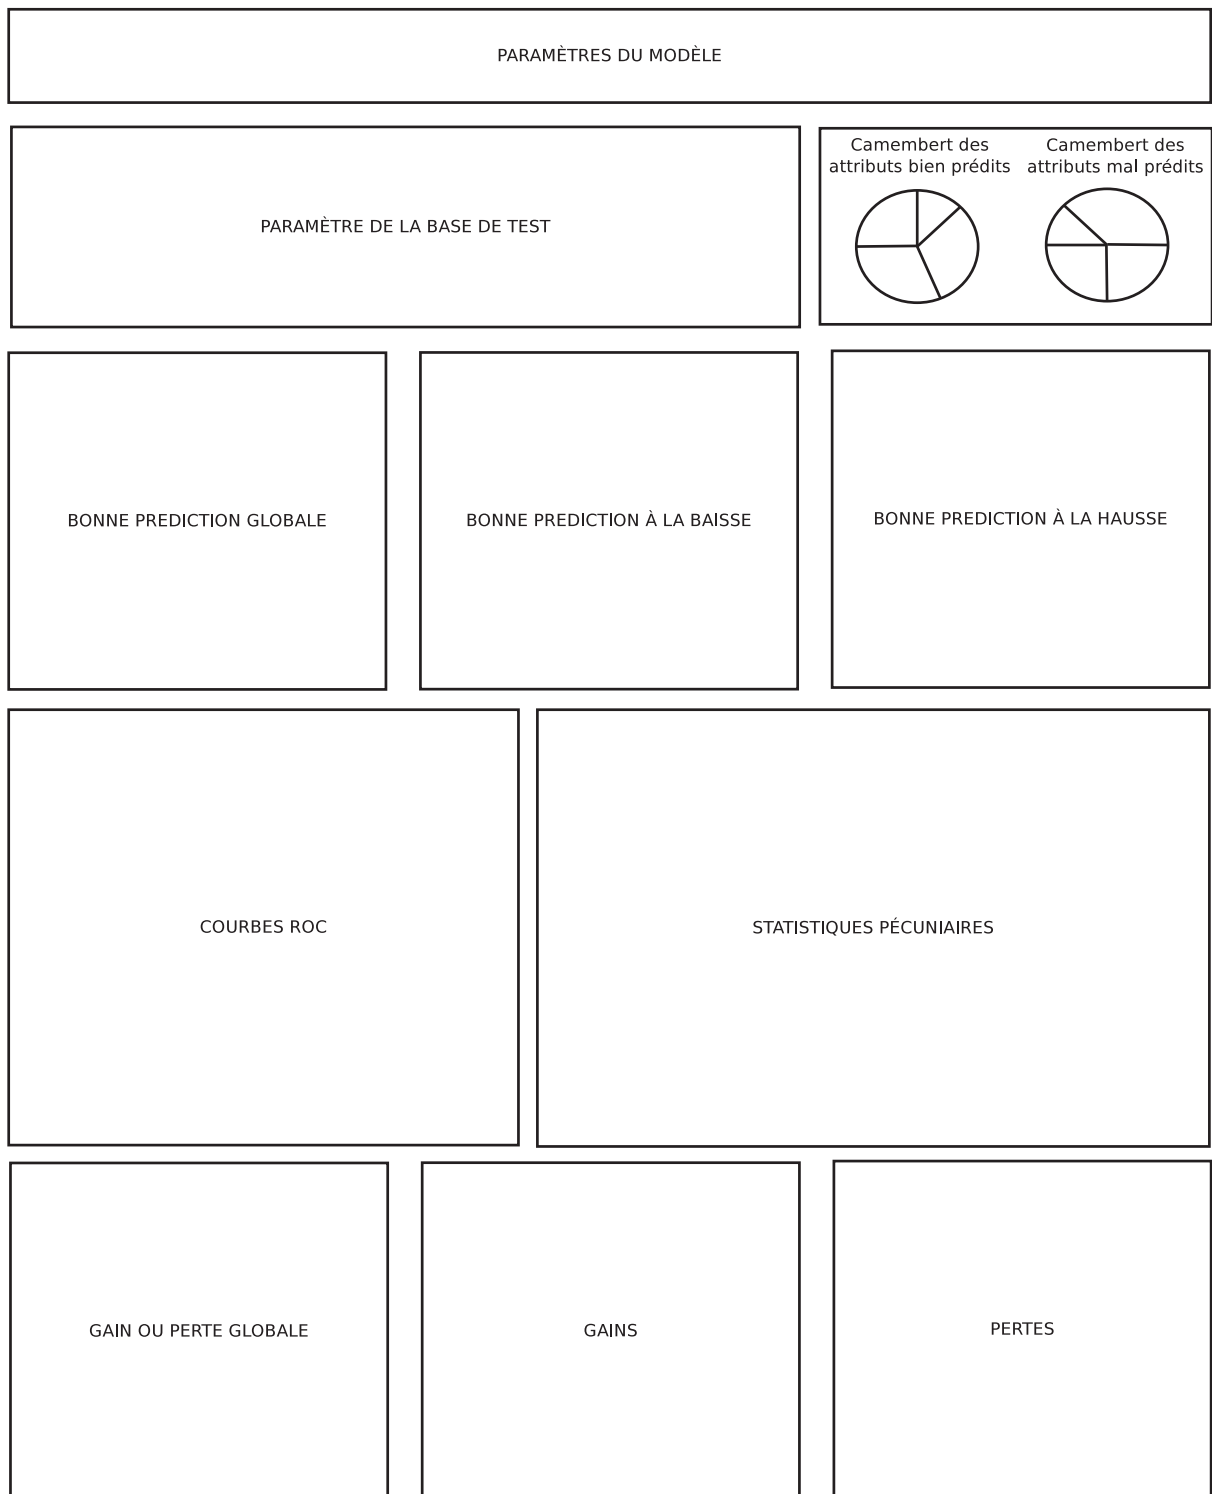 PARAMÈTRES DU MODÈLE
PARAMÈTRE DE LA BASE DE TEST
Camembert des
attributs bien prédits
Camembert des
attributs mal prédits
BONNE PREDICTION GLOBALE
BONNE PREDICTION À LA BAISSE
BONNE PREDICTION À LA HAUSSE
COURBES ROC
STATISTIQUES PÉCUNIAIRES
GAIN OU PERTE GLOBALE
GAINS
PERTES